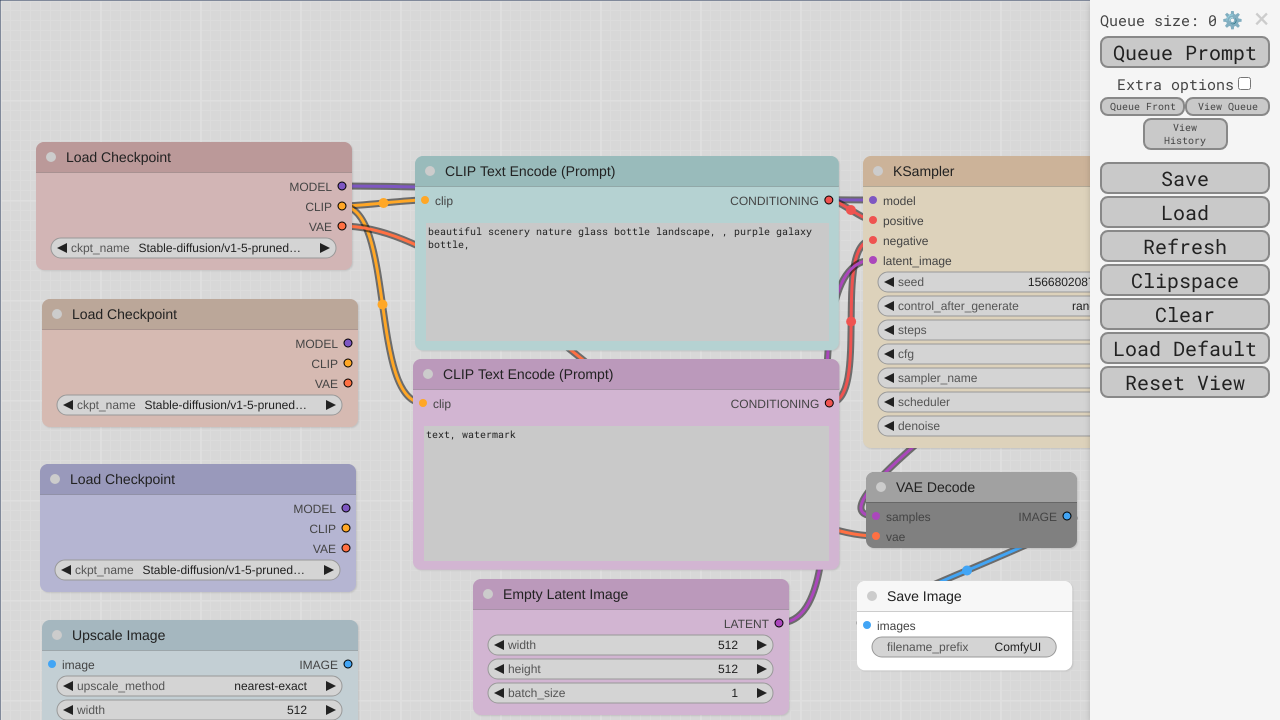 Queue size: 0
Queue Prompt
Extra options
Queue Front
View Queue
View
History
Save
Load
Refresh
Clipspace
Clear
Load Default
Reset View
Load Checkpoint
MODEL
CLIP
VAE
ckpt_name Stable-diffusion/v1-5-pruned…
Load Checkpoint
MODEL
CLIP
VAE
ckpt_name Stable-diffusion/v1-5-pruned…
Load Checkpoint
MODEL
CLIP
VAE
ckpt_name Stable-diffusion/v1-5-pruned…
Upscale Image
image IMAGE
upscale_method nearest-exact
width 512
CLIP Text Encode (Prompt)
clip CONDITIONING
beautiful scenery nature glass bottle landscape, , purple galaxy
bottle,
CLIP Text Encode (Prompt)
clip CONDITIONING
text, watermark
Empty Latent Image
LATENT
width 512
height 512
batch_size 1
KSampler
model
positive
negative
latent_image
seed 156680208
control_after_generate ran
steps
cfg
sampler_name
scheduler
denoise
VAE Decode
samples IMAGE
vae
Save Image
images
filename_prefix ComfyUI